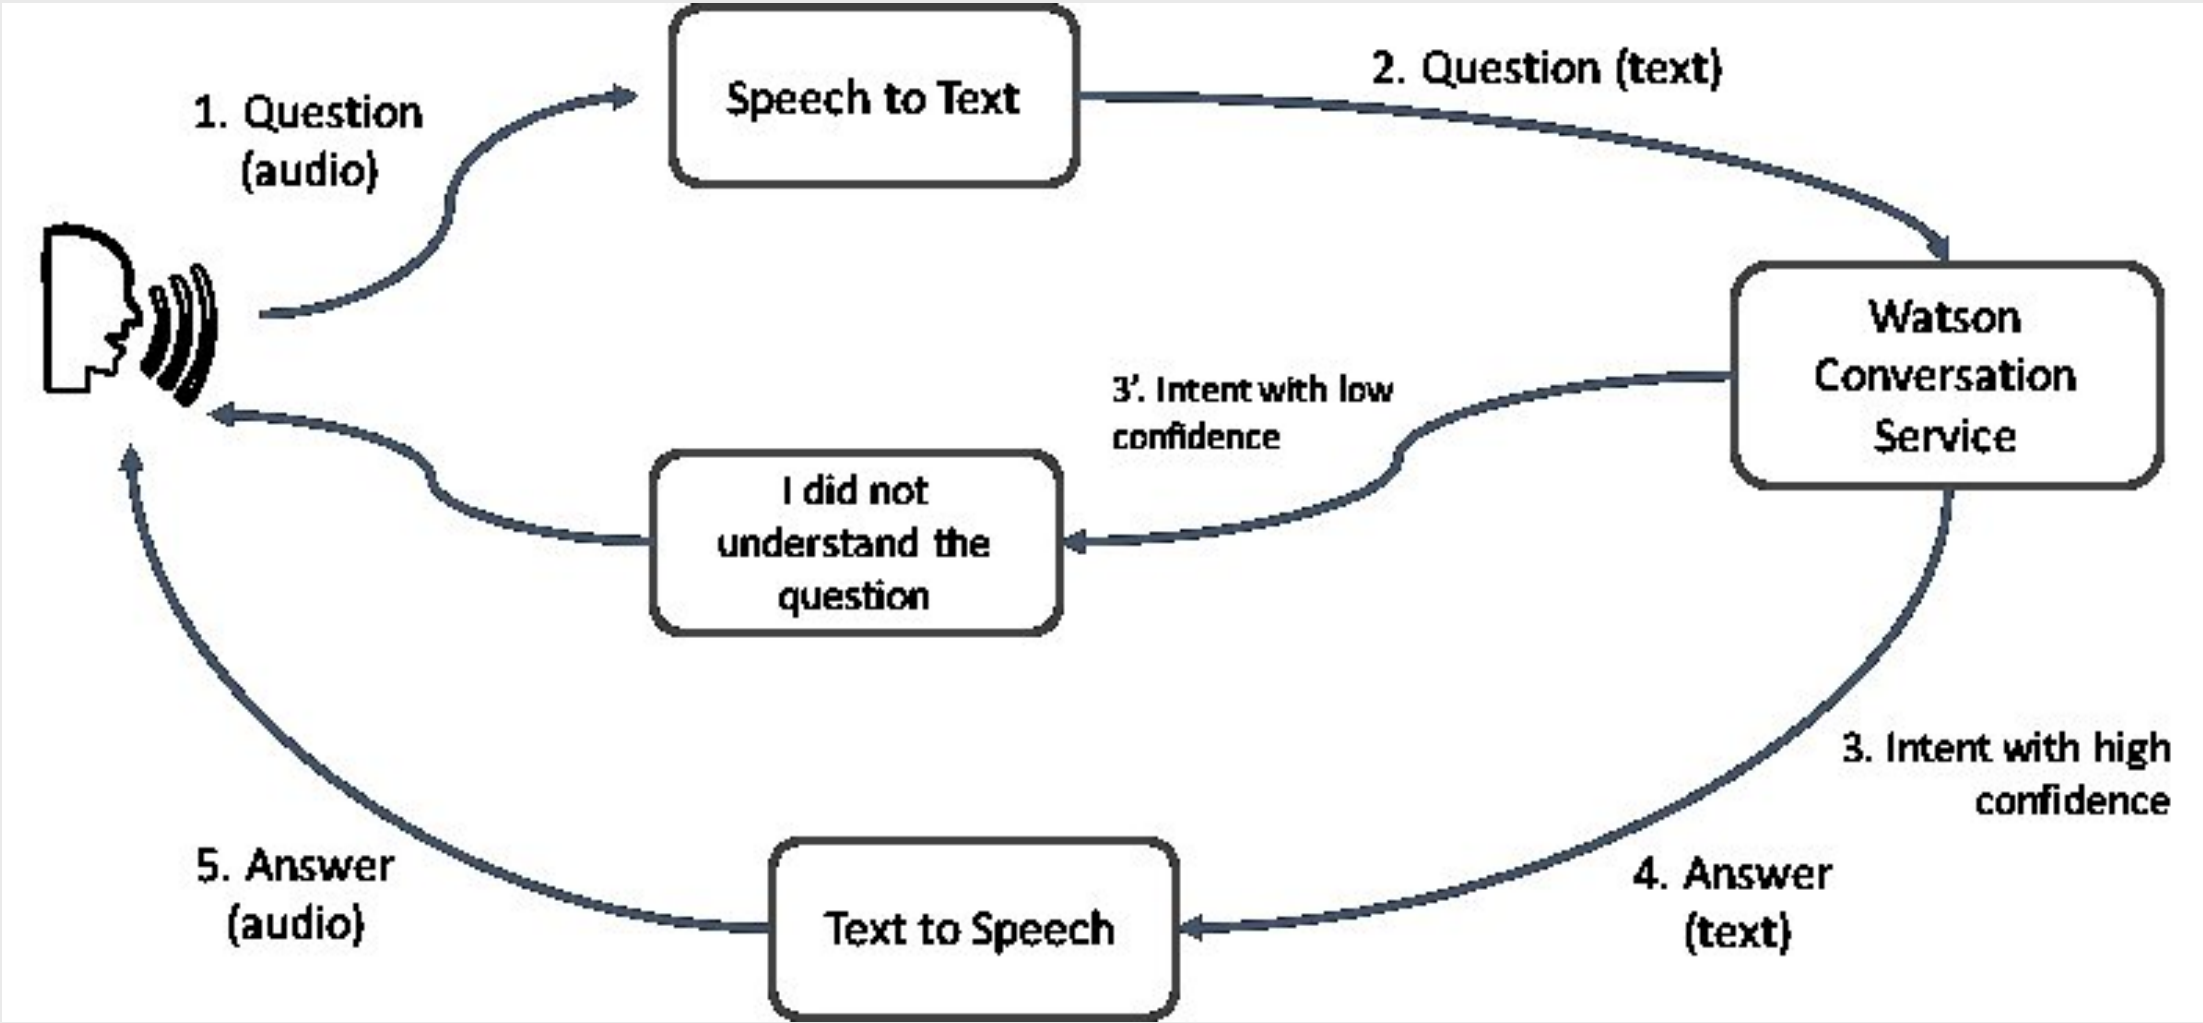 1. Question
(audio)
Speech to Text
2. Question (text)
Watson
Conversation
Service
3'. Intent with low
confidence
I did not
understand the
question
3. Intent with high
confidence
4. Answer
(text)
Text to Speech
5. Answer
(audio)